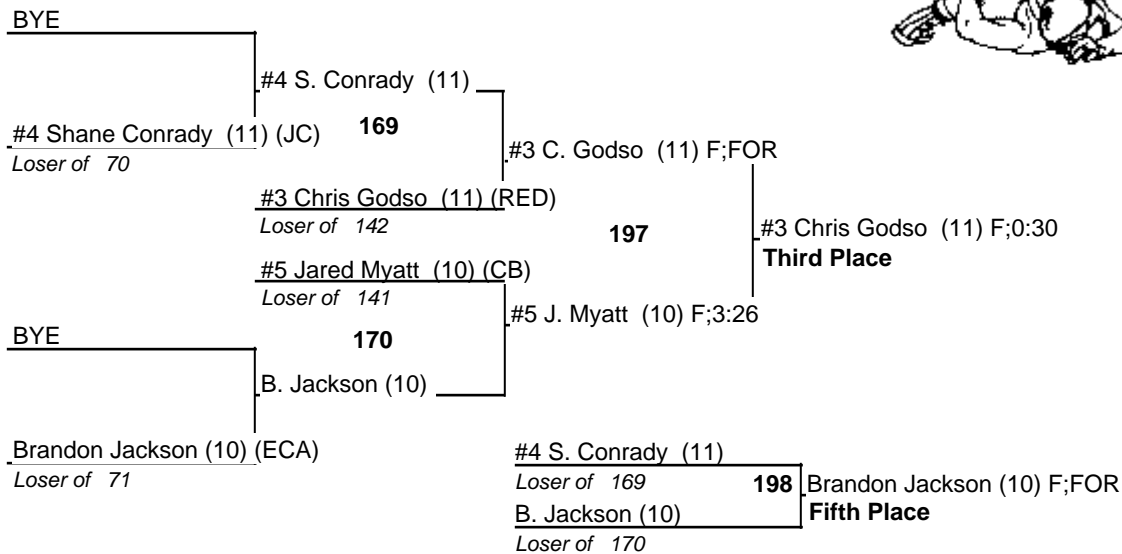 BYE
#4 S. Conrady (11)
#4 Shane Conrady (11) (JC)
Loser of 70
169
#3 C. Godso (11) F;FOR
#3 Chris Godso (11) (RED)
Loser of 142
197
#3 Chris Godso (11) F;0:30
Third Place
#5 Jared Myatt (10) (CB)
Loser of 141
#5 J. Myatt (10) F;3:26
BYE
170
B. Jackson (10)
Brandon Jackson (10) (ECA)
Loser of 71
#4 S. Conrady (11)
Loser of 169
198
Brandon Jackson (10) F;FOR
Fifth Place
B. Jackson (10)
Loser of 170